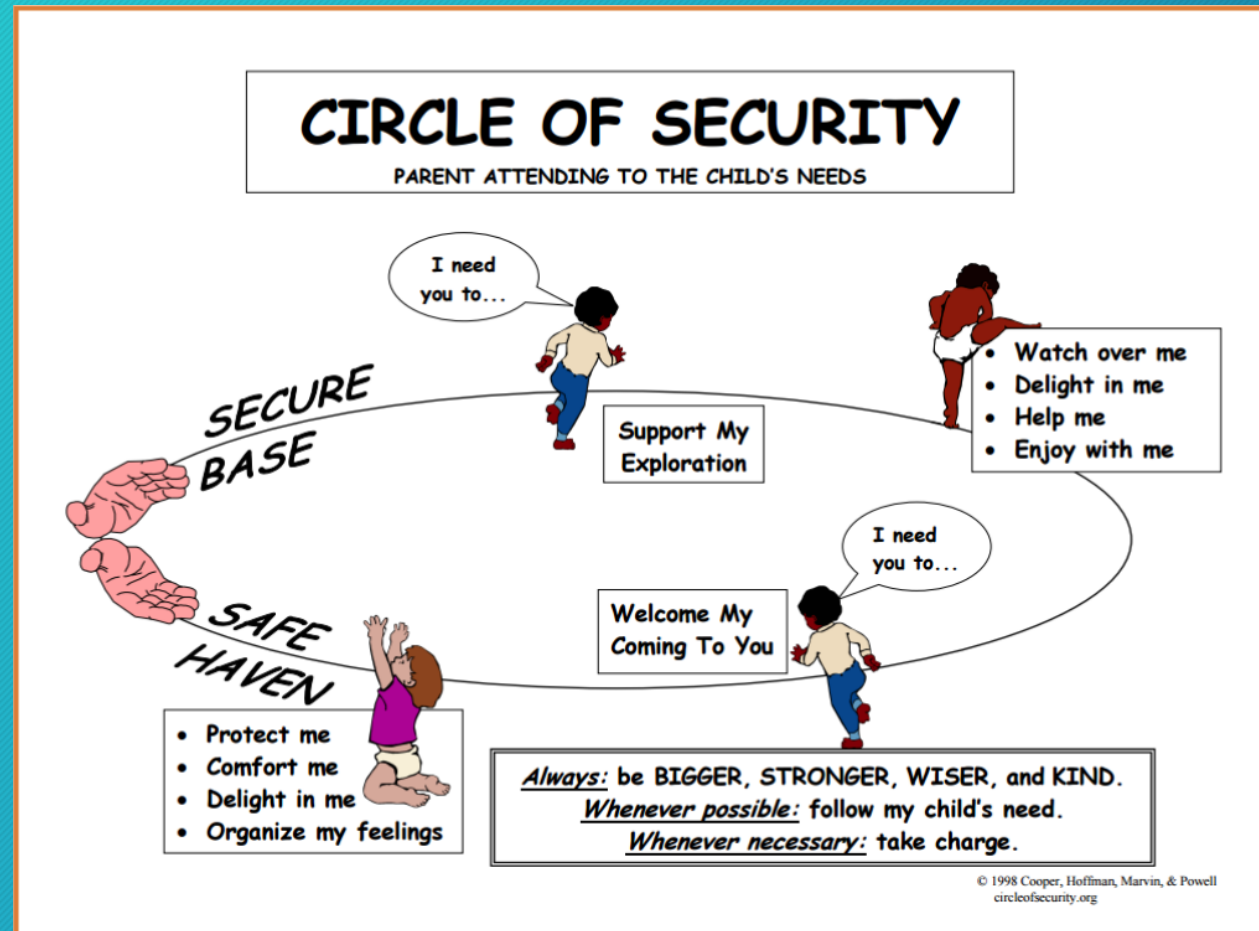 CIRCLE OF SECURITY
PARENT ATTENDING TO THE CHILD'S NEEDS
I need
you to...
SECURE
BASE
Support My
Exploration
• Watch over me
• Delight in me
• Help me
• Enjoy with me
I need
you to...
Welcome My
Coming To You
SAFE
HAVEN
• Protect me
• Comfort me
• Delight in me
• Organize my feelings
Always: be BIGGER, STRONGER, WISER, and KIND.
Whenever possible: follow my child's need.
Whenever necessary: take charge.
© 1998 Cooper, Hoffman, Marvin, & Powell
circleofsecurity.org